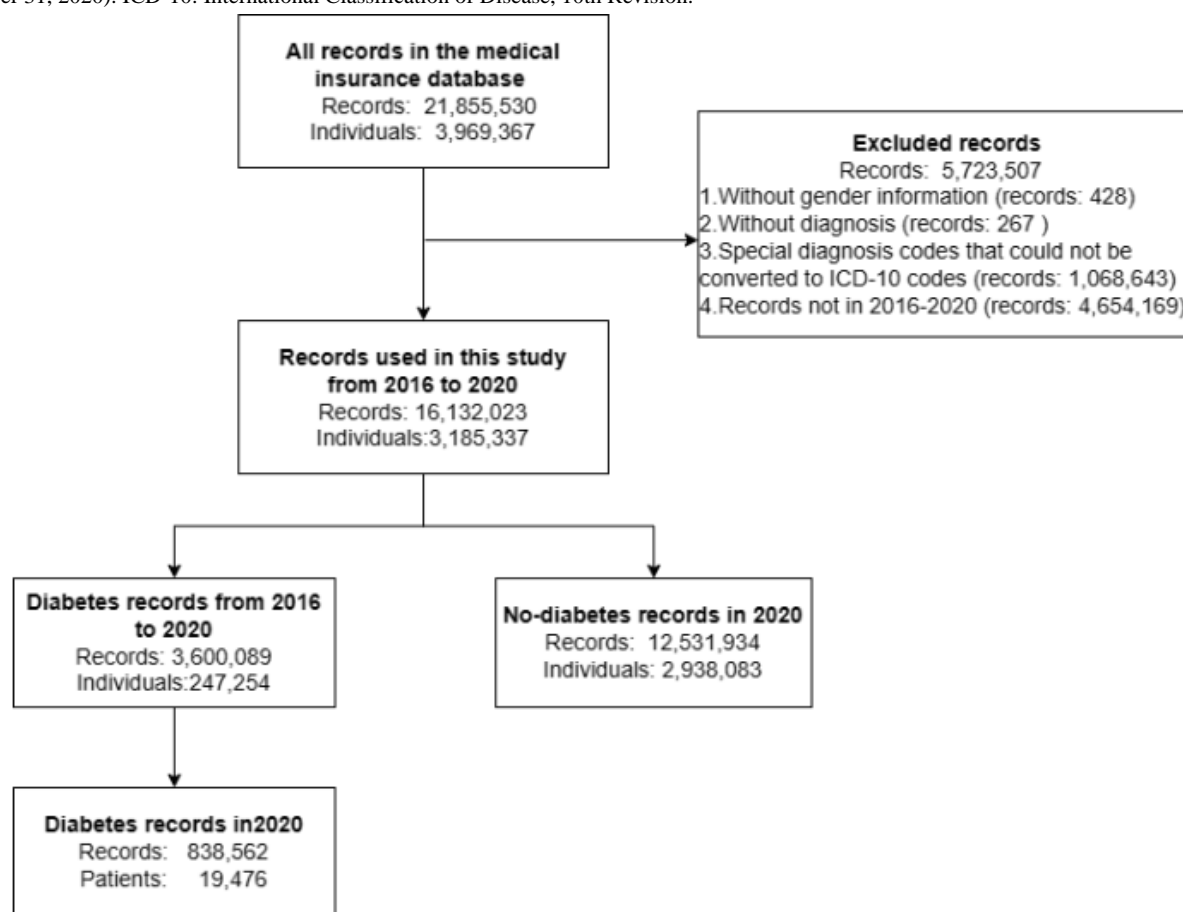 er 31, 2020). ICD-10: International Classification of Disease, 10th Revision.
All records in the medical
insurance database
Records: 21,855,530
Individuals: 3,969,367
Excluded records
Records: 5,723,507
1.Without gender information (records: 428)
2.Without diagnosis (records: 267 )
3.Special diagnosis codes that could not be
converted to ICD-10 codes (records: 1,068,643)
4.Records not in 2016-2020 (records: 4,654,169)
Records used in this study
from 2016 to 2020
Records: 16,132,023
Individuals:3,185,337
Diabetes records from 2016
to 2020
Records: 3,600,089
Individuals:247,254
No-diabetes records in 2020
Records: 12,531,934
Individuals: 2,938,083
Diabetes records in2020
Records: 838,562
Patients: 19,476